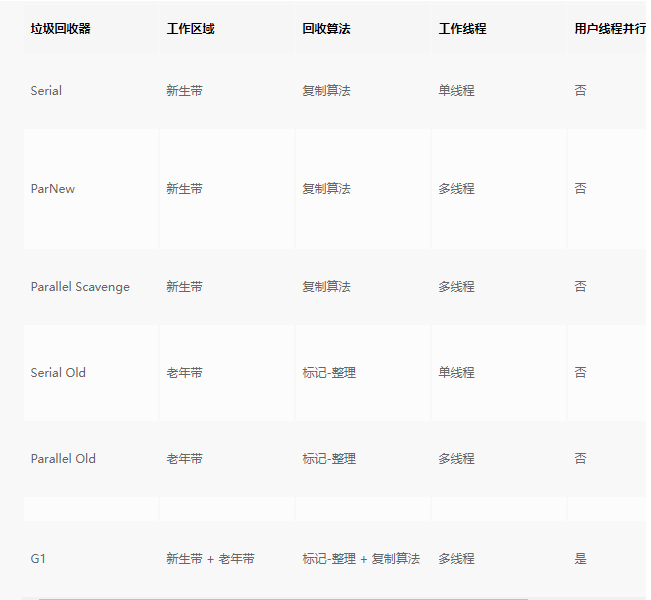 垃圾回收器 工作区域 回收算法 工作线程 用户线程并行
Serial 新生带 复制算法 单线程 否
ParNew 新生带 复制算法 多线程 否
Parallel Scavenge 新生带 复制算法 多线程 否
Serial Old 老年带 标记-整理 单线程 否
Parallel Old 老年带 标记-整理 多线程 否
G1 新生带 + 老年带 标记-整理 + 复制算法 多线程 是